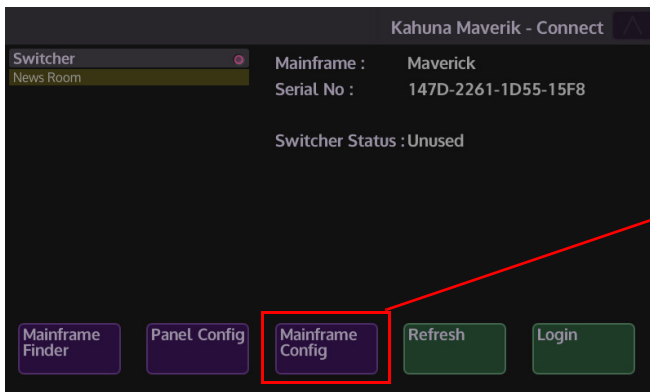 Kahuna Maverik - Connect
Switcher
News Room
Mainframe : Maverick
Serial No : 147D-2261-1D55-15F8
Switcher Status : Unused
Mainframe
Finder
Panel Config
Mainframe
Config
Refresh
Login